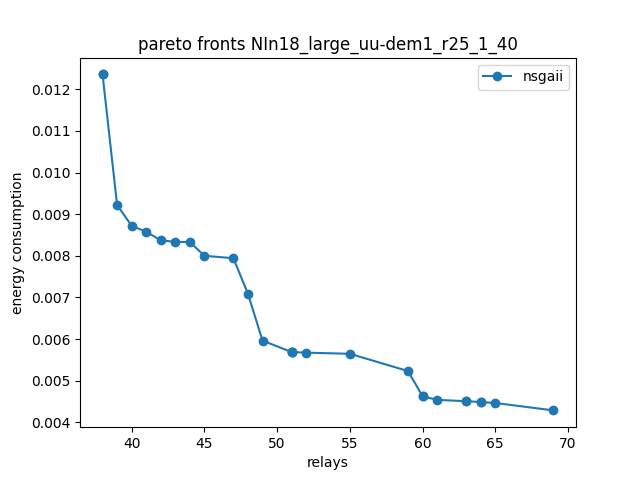 pareto fronts NIn18_large_uu-dem1_r25_1_40
nsgaii
energy consumption
0.012
0.011
0.010
0.009
0.008
0.007
0.006
0.005
0.004
40 45 50 55 60 65 70
relays